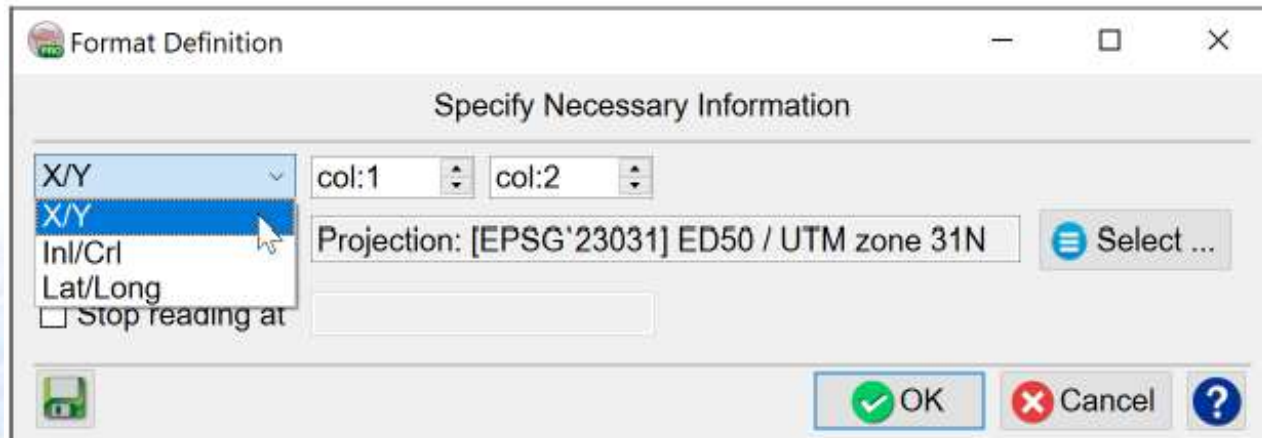 Format Definition
Specify Necessary Information
X/Y col:1 col:2
X/Y
Inl/Crl Projection: [EPSG`23031] ED50 / UTM zone 31N Select ...
Lat/Long
Stop reading at
OK Cancel ?